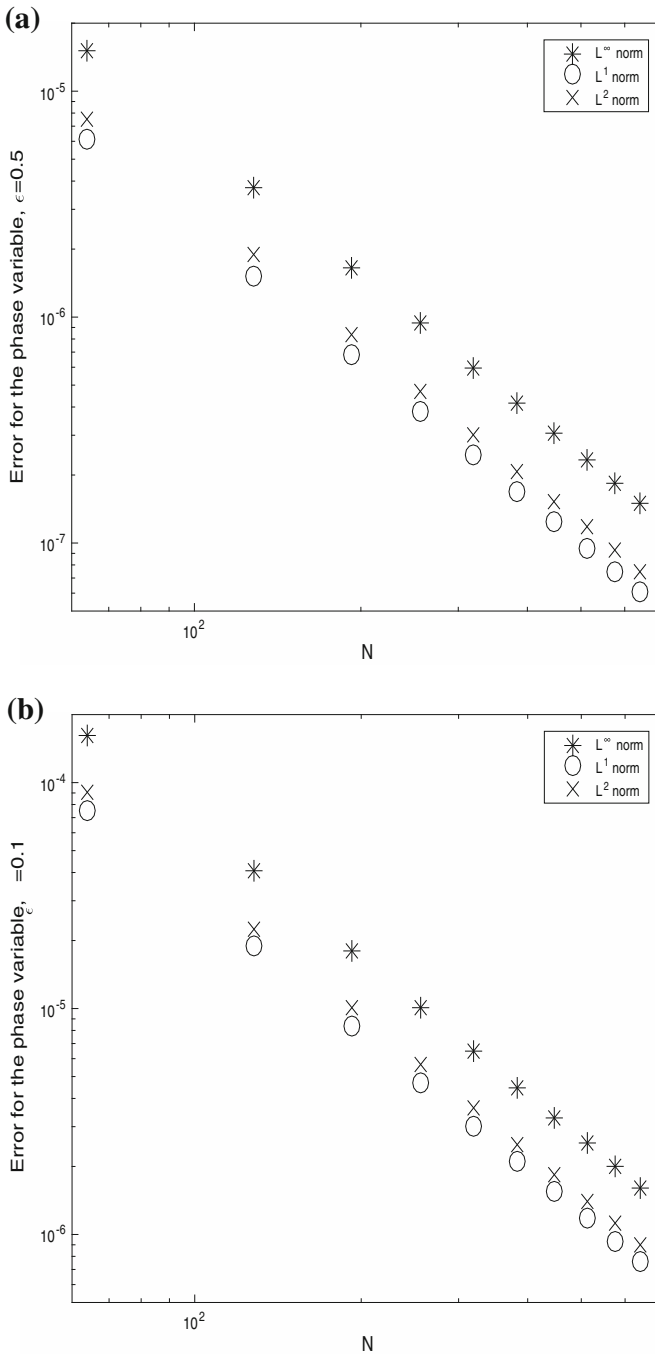 (a)
L∞ norm
L1 norm
L2 norm
10-5
10-6
10-7
Error for the phase variable, ϵ=0.5
102
N
(b)
L∞ norm
L1 norm
L2 norm
10-4
10-5
10-6
Error for the phase variable, ϵ=0.1
102
N